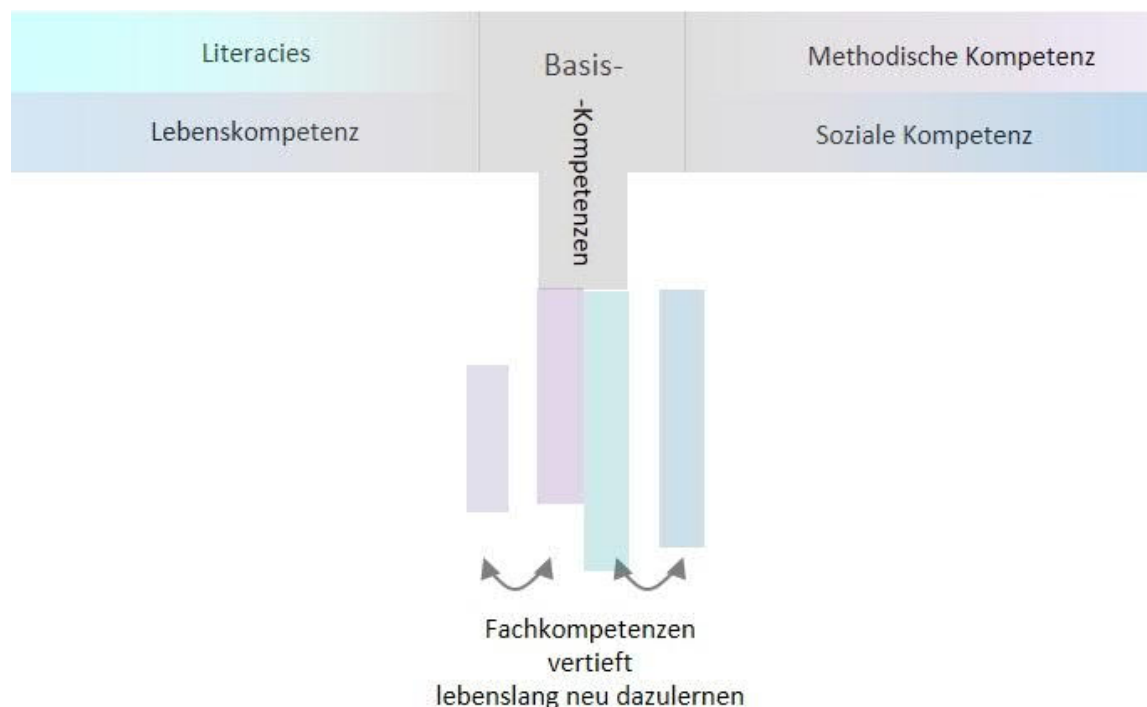 Literacies
Lebenskompetenz
Basis-
-Kompetenzen
Methodische Kompetenz
Soziale Kompetenz
Fachkompetenzen
vertieft
lebenslang neu dazulernen